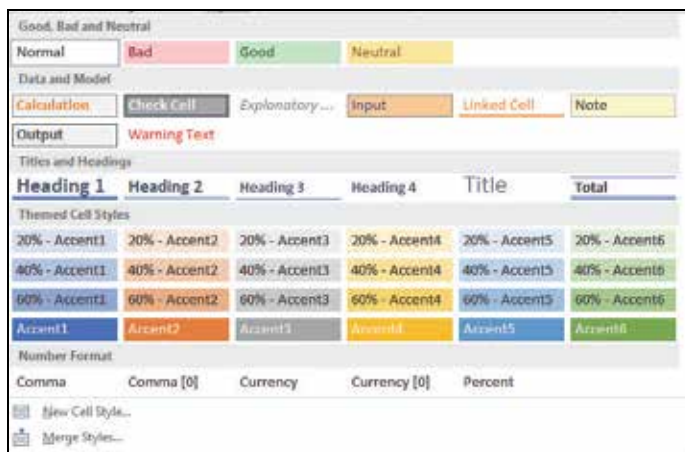 Good, Bad and Neutral
Normal Bad Good Neutral
Data and Model
Calculation Check Cell Explanatory ... Input Linked Cell Note
Output Warning Text
Titles and Headings
Heading 1 Heading 2 Heading 3 Heading 4 Title Total
Themed Cell Styles
20% - Accent1 20% - Accent2 20% - Accent3 20% - Accent4 20% - Accent5 20% - Accent6
40% - Accent1 40% - Accent2 40% - Accent3 40% - Accent4 40% - Accent5 40% - Accent6
60% - Accent1 60% - Accent2 60% - Accent3 60% - Accent4 60% - Accent5 60% - Accent6
Accent1 Accent2 Accent3 Accent4 Accent5 Accent6
Number Format
Comma Comma [0] Currency Currency [0] Percent
New Cell Style...
Merge Styles...